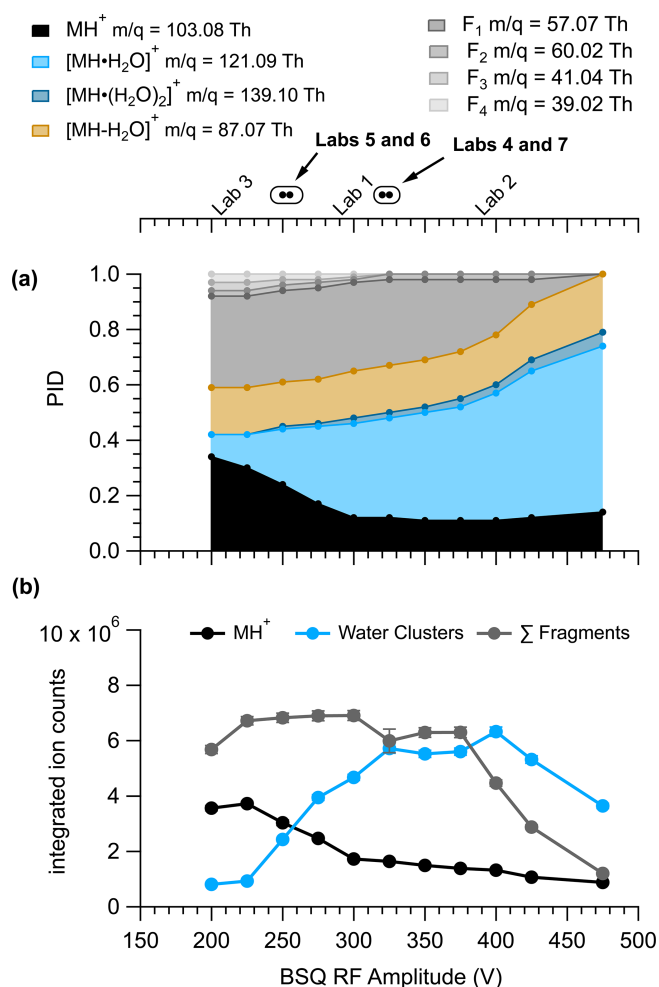 MH⁺ m/q = 103.08 Th
[MH•H₂O]⁺ m/q = 121.09 Th
[MH•(H₂O)₂]⁺ m/q = 139.10 Th
[MH-H₂O]⁺ m/q = 87.07 Th
F₁ m/q = 57.07 Th
F₂ m/q = 60.02 Th
F₃ m/q = 41.04 Th
F₄ m/q = 39.02 Th
Labs 5 and 6
Labs 4 and 7
Lab 3
Lab 1
Lab 2
(a)
1.0
0.8
0.6
0.4
0.2
0.0
PID
(b)
10 x 10⁶
8
6
4
2
0
integrated ion counts
MH⁺
Water Clusters
∑ Fragments
150 200 250 300 350 400 450 500
BSQ RF Amplitude (V)